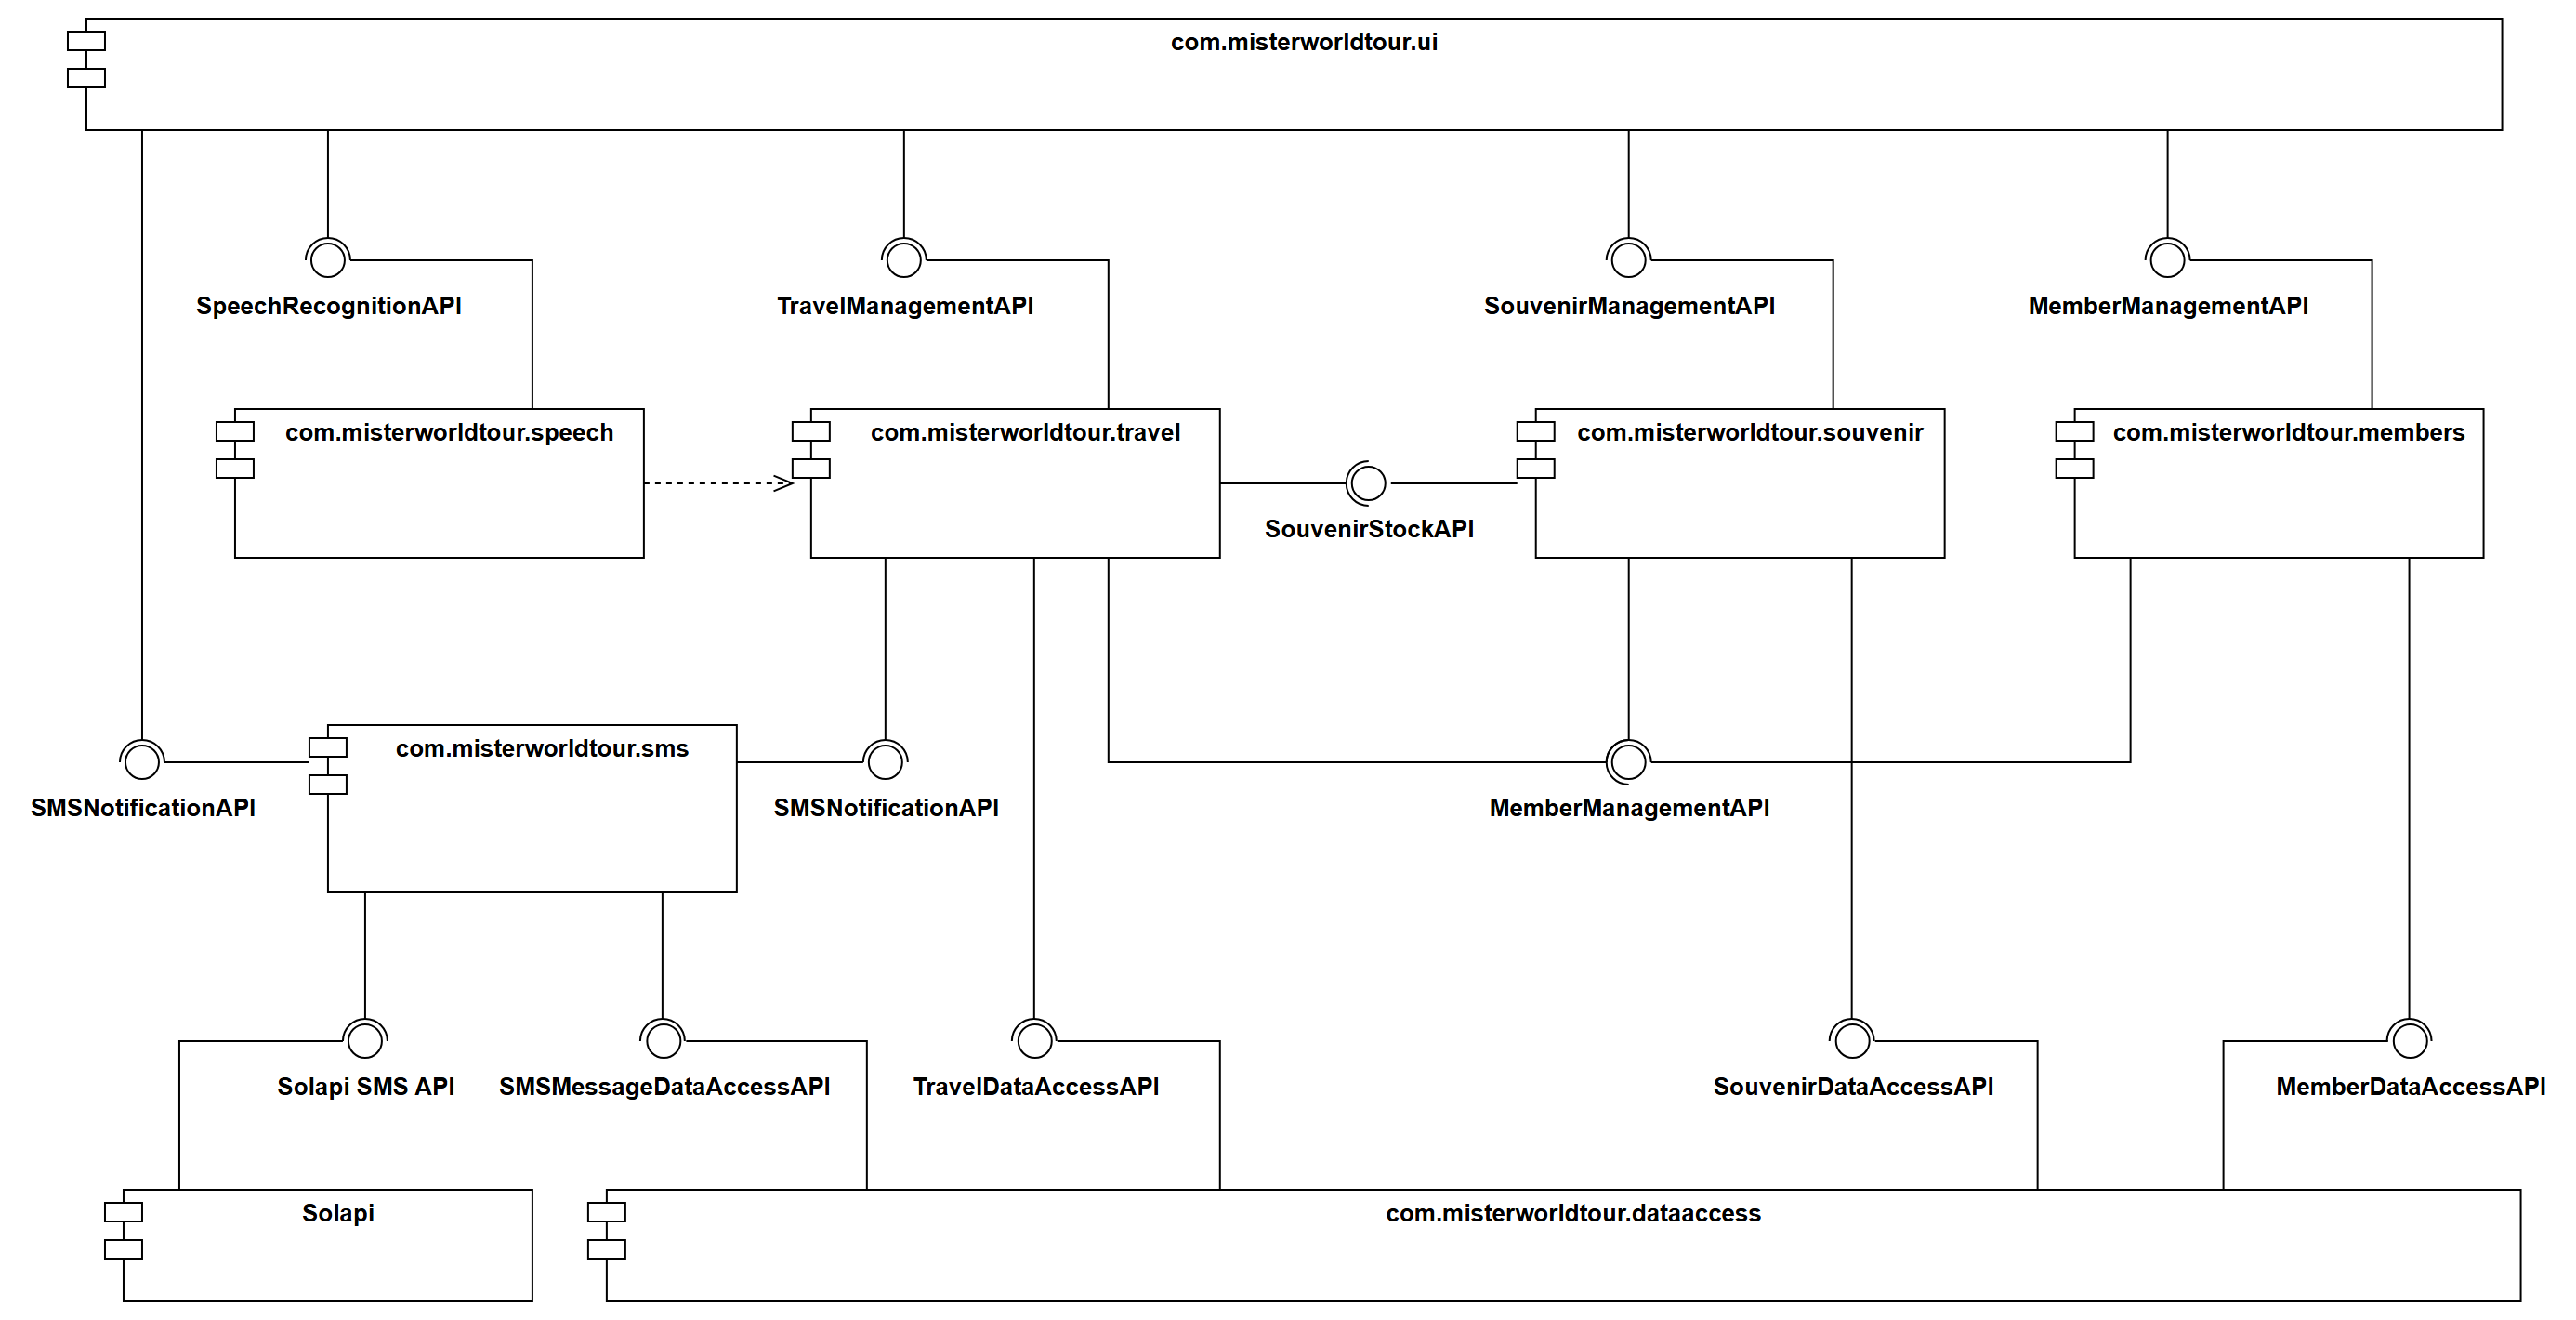 com.misterworldtour.ui
SpeechRecognitionAPI
TravelManagementAPI
SouvenirManagementAPI
MemberManagementAPI
com.misterworldtour.speech
com.misterworldtour.travel
com.misterworldtour.souvenir
com.misterworldtour.members
SouvenirStockAPI
com.misterworldtour.sms
SMSNotificationAPI
SMSNotificationAPI
MemberManagementAPI
Solapi SMS API
SMSMessageDataAccessAPI
TravelDataAccessAPI
SouvenirDataAccessAPI
MemberDataAccessAPI
Solapi
com.misterworldtour.dataaccess